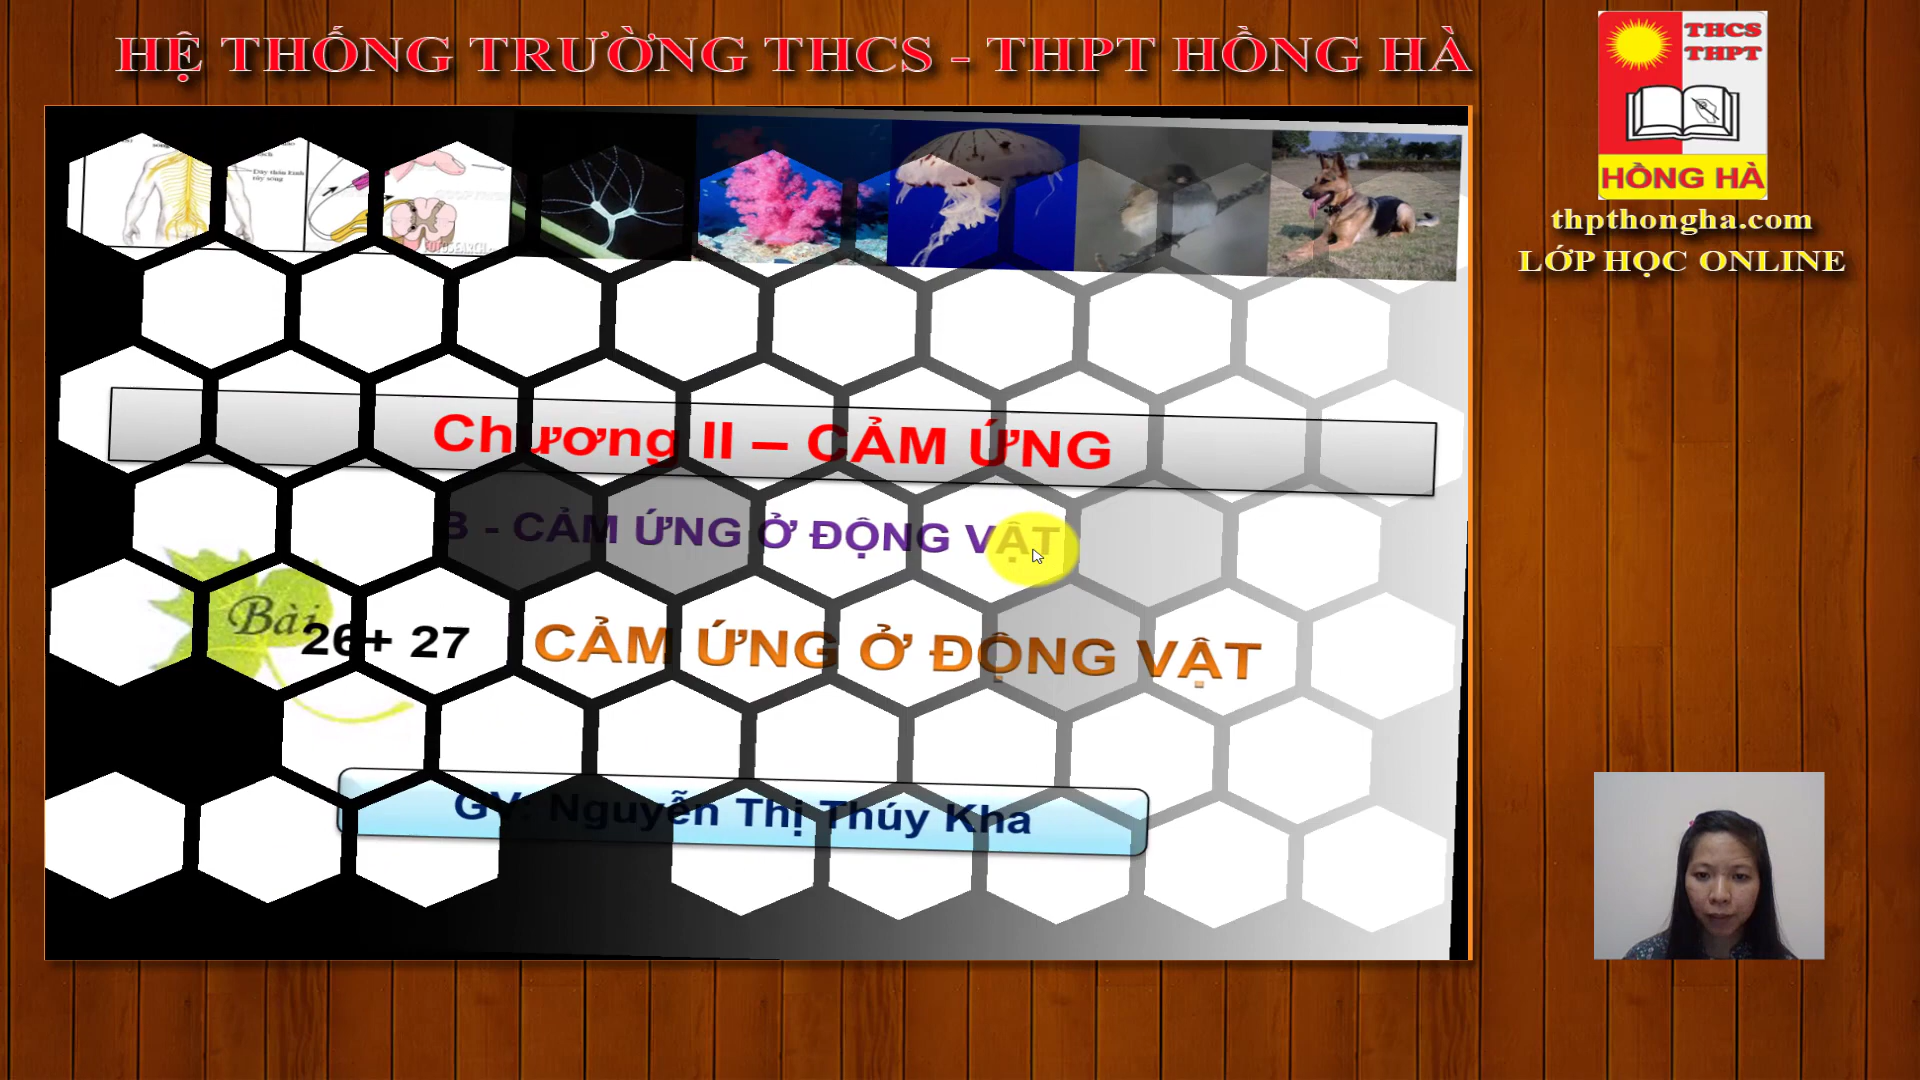 HỆ THỐNG TRƯỜNG THCS - THPT HỒNG HÀ
THCS
THPT
HỒNG HÀ
thpthongha.com
LỚP HỌC ONLINE
Chương II – CẢM ỨNG
B - CẢM ỨNG Ở ĐỘNG VẬT
Bài 26+ 27 CẢM ỨNG Ở ĐỘNG VẬT
GV: Nguyễn Thị Thúy Kha